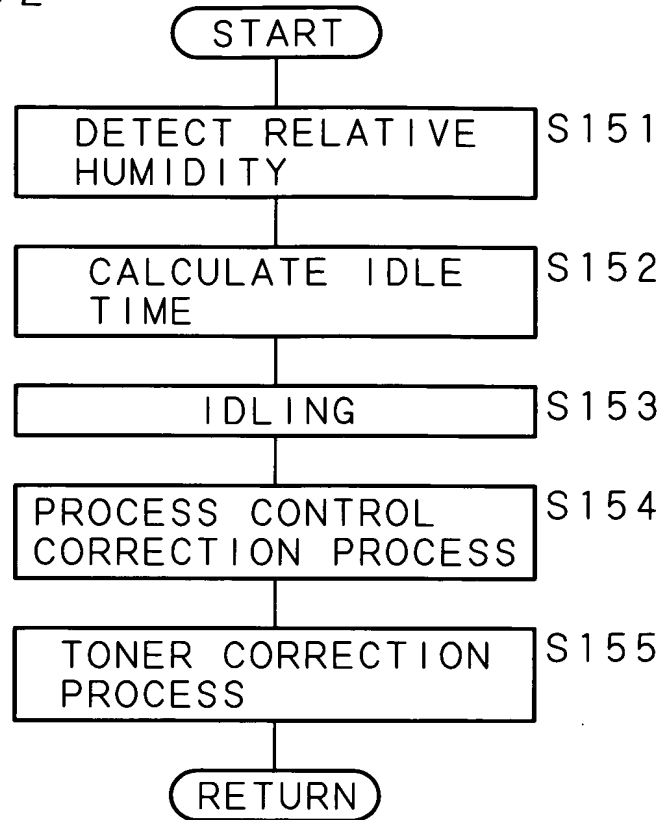 START
DETECT RELATIVE S151
HUMIDITY
CALCULATE IDLE S152
TIME
IDLING S153
PROCESS CONTROL S154
CORRECTION PROCESS
TONER CORRECTION S155
PROCESS
RETURN